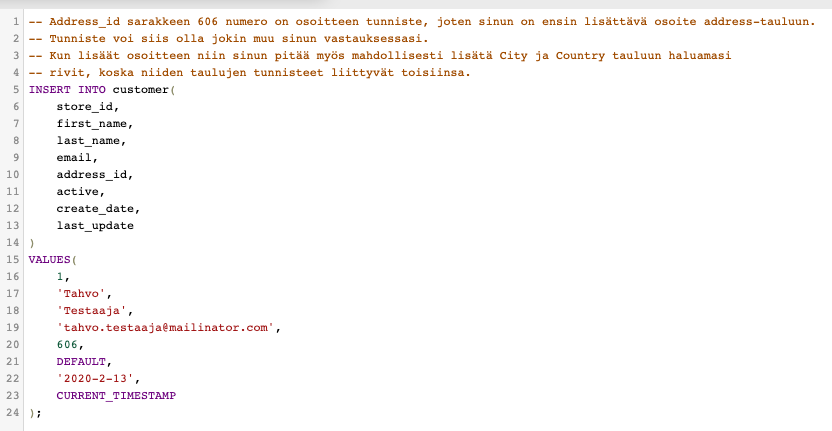 1 -- Address_id sarakkeen 606 numero on osoitteen tunniste, joten sinun on ensin lisättävä osoite address-tauluun.
2 -- Tunniste voi siis olla jokin muu sinun vastauksessasi.
3 -- Kun lisäät osoitteen niin sinun pitää myös mahdollisesti lisätä City ja Country tauluun haluamasi
4 -- rivit, koska niiden taulujen tunnisteet liittyvät toisiinsa.
5 INSERT INTO customer(
6     store_id,
7     first_name,
8     last_name,
9     email,
10     address_id,
11     active,
12     create_date,
13     last_update
14 )
15 VALUES(
16     1,
17     'Tahvo',
18     'Testaaja',
19     'tahvo.testaaja@mailinator.com',
20     606,
21     DEFAULT,
22     '2020-2-13',
23     CURRENT_TIMESTAMP
24 );